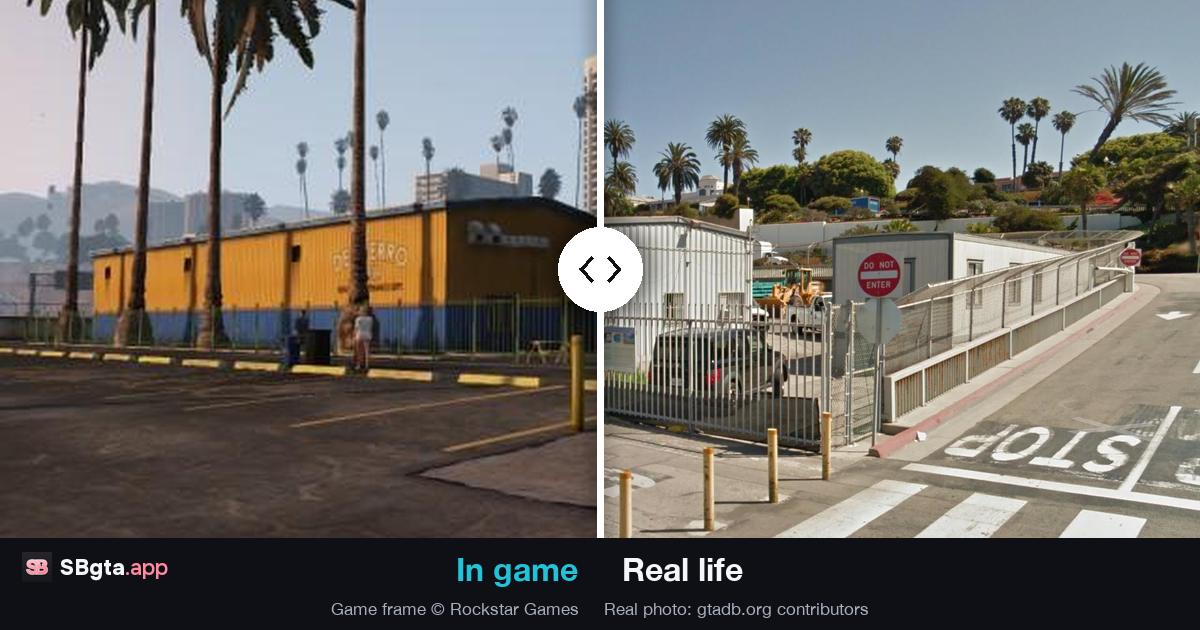 DEL PERRO
DO NOT
ENTER
STOP
SB SBgta.app
In game
Real life
Game frame © Rockstar Games
Real photo: gtadb.org contributors